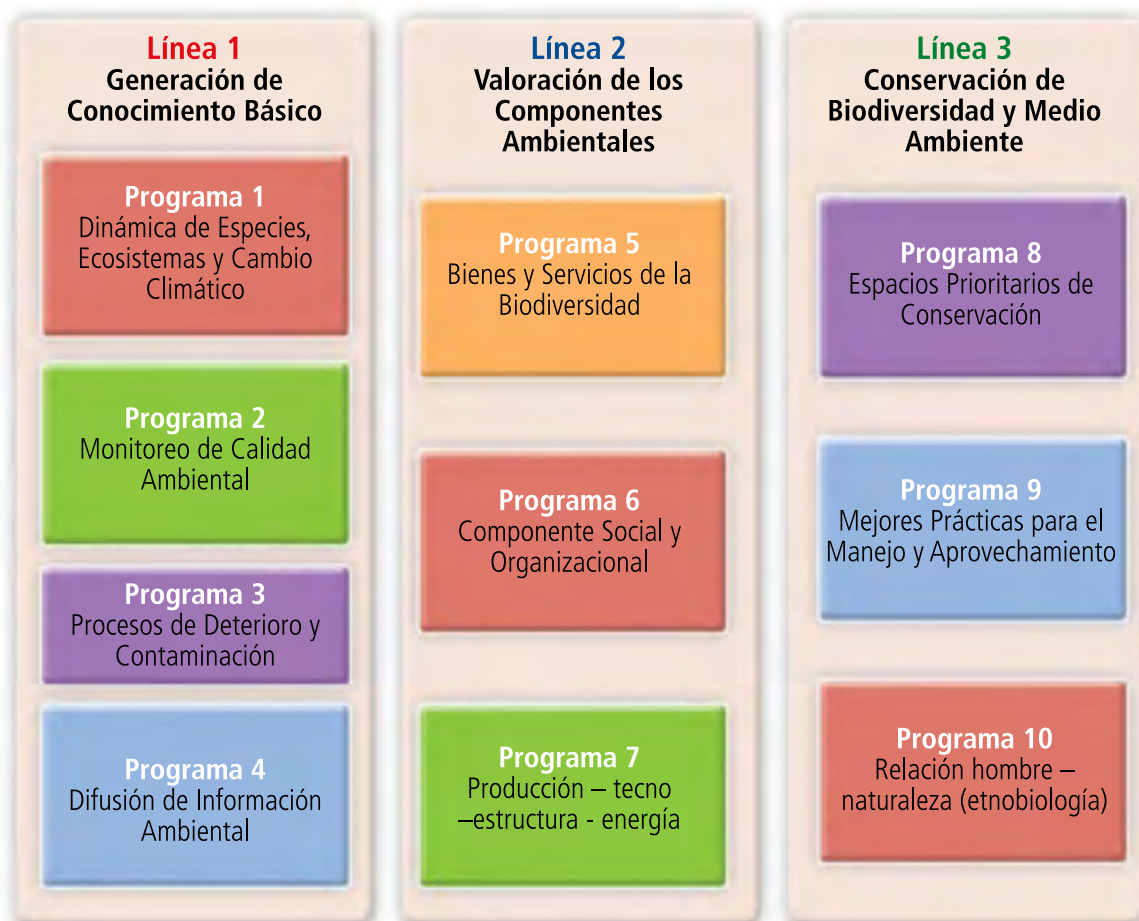 Línea 1
Generación de
Conocimiento Básico
Programa 1
Dinámica de Especies,
Ecosistemas y Cambio
Climático
Programa 2
Monitoreo de Calidad
Ambiental
Programa 3
Procesos de Deterioro y
Contaminación
Programa 4
Difusión de Información
Ambiental
Línea 2
Valoración de los
Componentes
Ambientales
Programa 5
Bienes y Servicios de la
Biodiversidad
Programa 6
Componente Social y
Organizacional
Programa 7
Producción – tecno
–estructura - energía
Línea 3
Conservación de
Biodiversidad y Medio
Ambiente
Programa 8
Espacios Prioritarios de
Conservación
Programa 9
Mejores Prácticas para el
Manejo y Aprovechamiento
Programa 10
Relación hombre –
naturaleza (etnobiología)